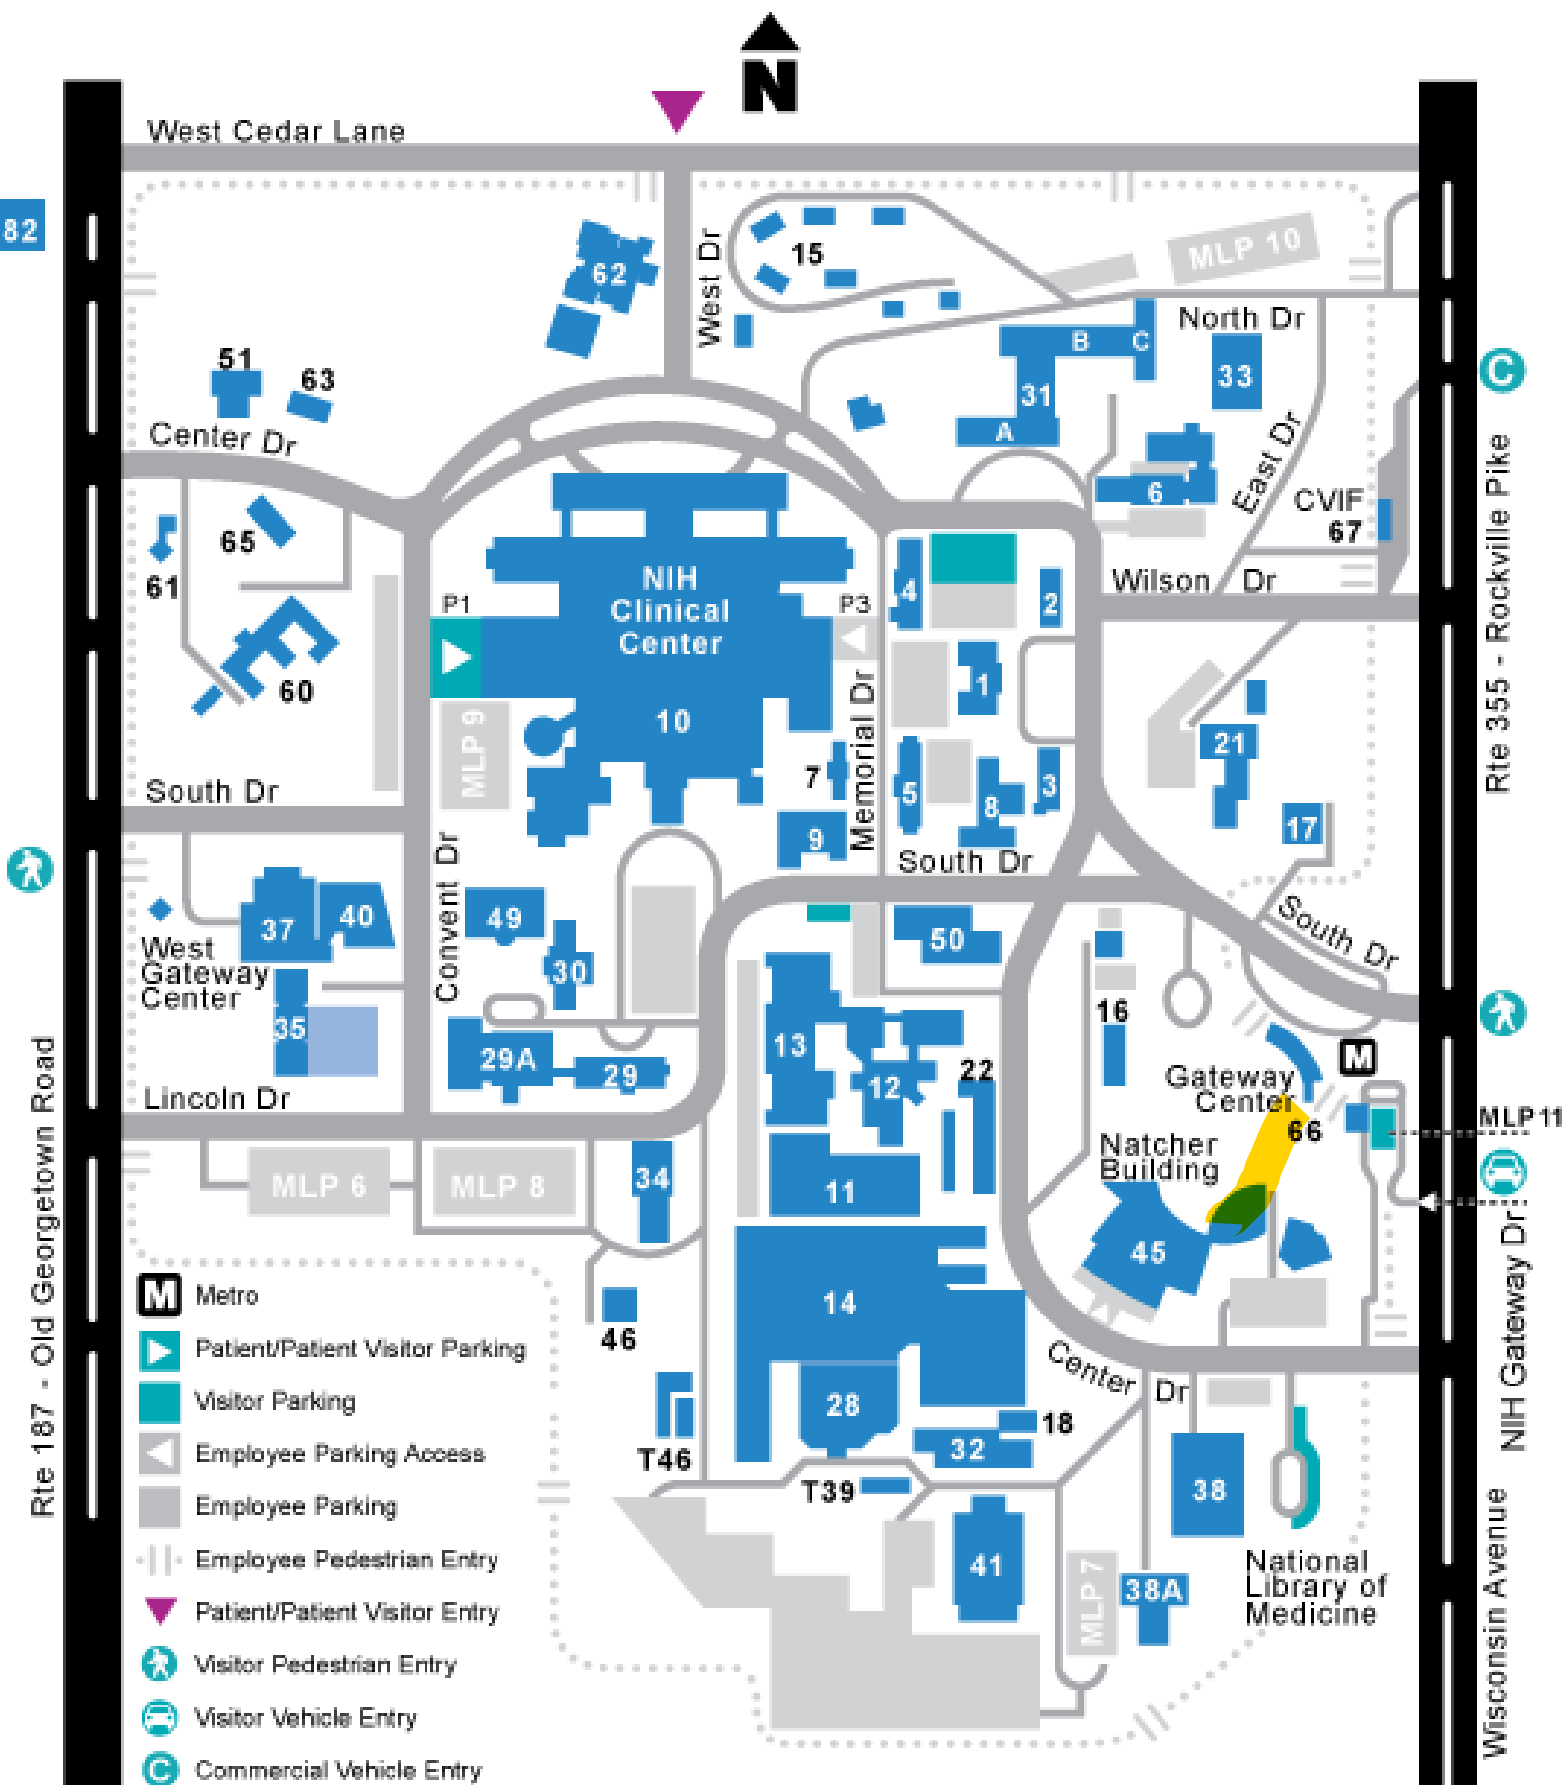 N
West Cedar Lane
82
West Dr
15
MLP 10
62
North Dr
B
C
33
31
A
51
63
Center Dr
East Dr
6
CVIF
67
C
Rte 355 - Rockville Pike
65
61
60
NIH
Clinical
Center
10
P1
P3
4
2
Wilson Dr
MLP 9
1
Memorial Dr
7
5
8
3
21
17
9
South Dr
South Dr
South Dr
Convent Dr
37
40
49
30
50
West
Gateway
Center
35
16
13
12
22
29A
29
Lincoln Dr
M
Gateway
Center
66
MLP 11
Natcher
Building
MLP 6
MLP 8
34
11
45
14
46
28
18
32
T46
T39
Center Dr
38
41
MLP 7
38A
National
Library of
Medicine
NIH Gateway Dr
Wisconsin Avenue
Rte 187 - Old Georgetown Road
M Metro
Patient/Patient Visitor Parking
Visitor Parking
Employee Parking Access
Employee Parking
Employee Pedestrian Entry
Patient/Patient Visitor Entry
Visitor Pedestrian Entry
Visitor Vehicle Entry
C Commercial Vehicle Entry